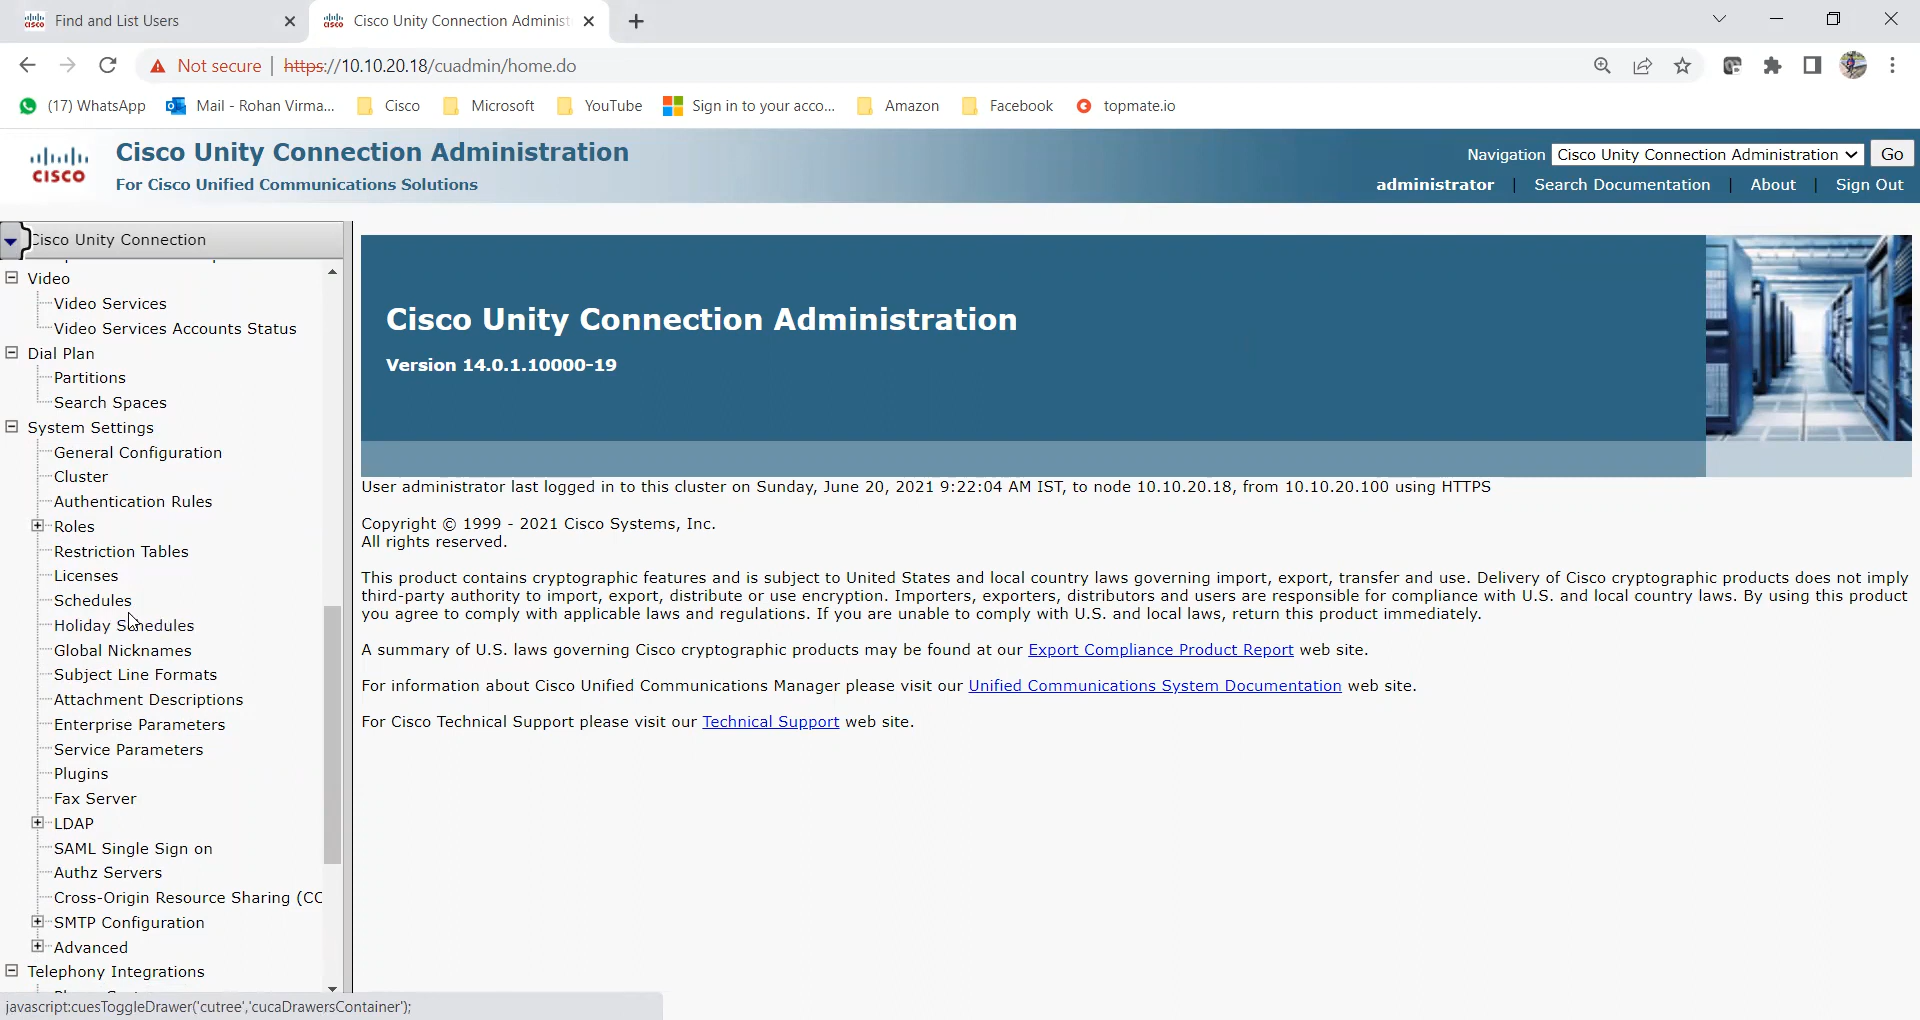 Find and List Users
Cisco Unity Connection Administ
Not secure
https://10.10.20.18/cuadmin/home.do
(17) WhatsApp
Mail - Rohan Virma...
Cisco
Microsoft
YouTube
Sign in to your acco...
Amazon
Facebook
topmate.io
CISCO
Cisco Unity Connection Administration
For Cisco Unified Communications Solutions
Navigation Cisco Unity Connection Administration Go
administrator | Search Documentation | About | Sign Out
Cisco Unity Connection
Video
Video Services
Video Services Accounts Status
Dial Plan
Partitions
Search Spaces
System Settings
General Configuration
Cluster
Authentication Rules
Roles
Restriction Tables
Licenses
Schedules
Holiday Schedules
Global Nicknames
Subject Line Formats
Attachment Descriptions
Enterprise Parameters
Service Parameters
Plugins
Fax Server
LDAP
SAML Single Sign on
Authz Servers
Cross-Origin Resource Sharing (CC
SMTP Configuration
Advanced
Telephony Integrations
javascript:cuesToggleDrawer('cutree','cucaDrawersContainer');
Cisco Unity Connection Administration
Version 14.0.1.10000-19
User administrator last logged in to this cluster on Sunday, June 20, 2021 9:22:04 AM IST, to node 10.10.20.18, from 10.10.20.100 using HTTPS
Copyright © 1999 - 2021 Cisco Systems, Inc.
All rights reserved.
This product contains cryptographic features and is subject to United States and local country laws governing import, export, transfer and use. Delivery of Cisco cryptographic products does not imply
third-party authority to import, export, distribute or use encryption. Importers, exporters, distributors and users are responsible for compliance with U.S. and local country laws. By using this product
you agree to comply with applicable laws and regulations. If you are unable to comply with U.S. and local laws, return this product immediately.
A summary of U.S. laws governing Cisco cryptographic products may be found at our Export Compliance Product Report web site.
For information about Cisco Unified Communications Manager please visit our Unified Communications System Documentation web site.
For Cisco Technical Support please visit our Technical Support web site.